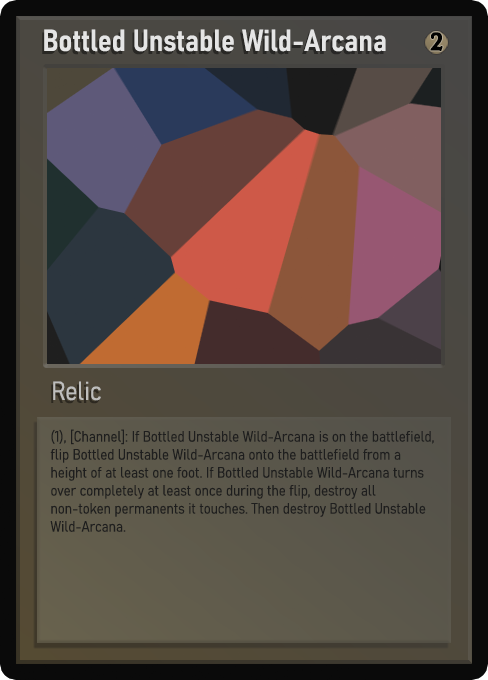 Bottled Unstable Wild-Arcana 2
Relic
(1), [Channel]: If Bottled Unstable Wild-Arcana is on the battlefield,
flip Bottled Unstable Wild-Arcana onto the battlefield from a
height of at least one foot. If Bottled Unstable Wild-Arcana turns
over completely at least once during the flip, destroy all
non-token permanents it touches. Then destroy Bottled Unstable
Wild-Arcana.